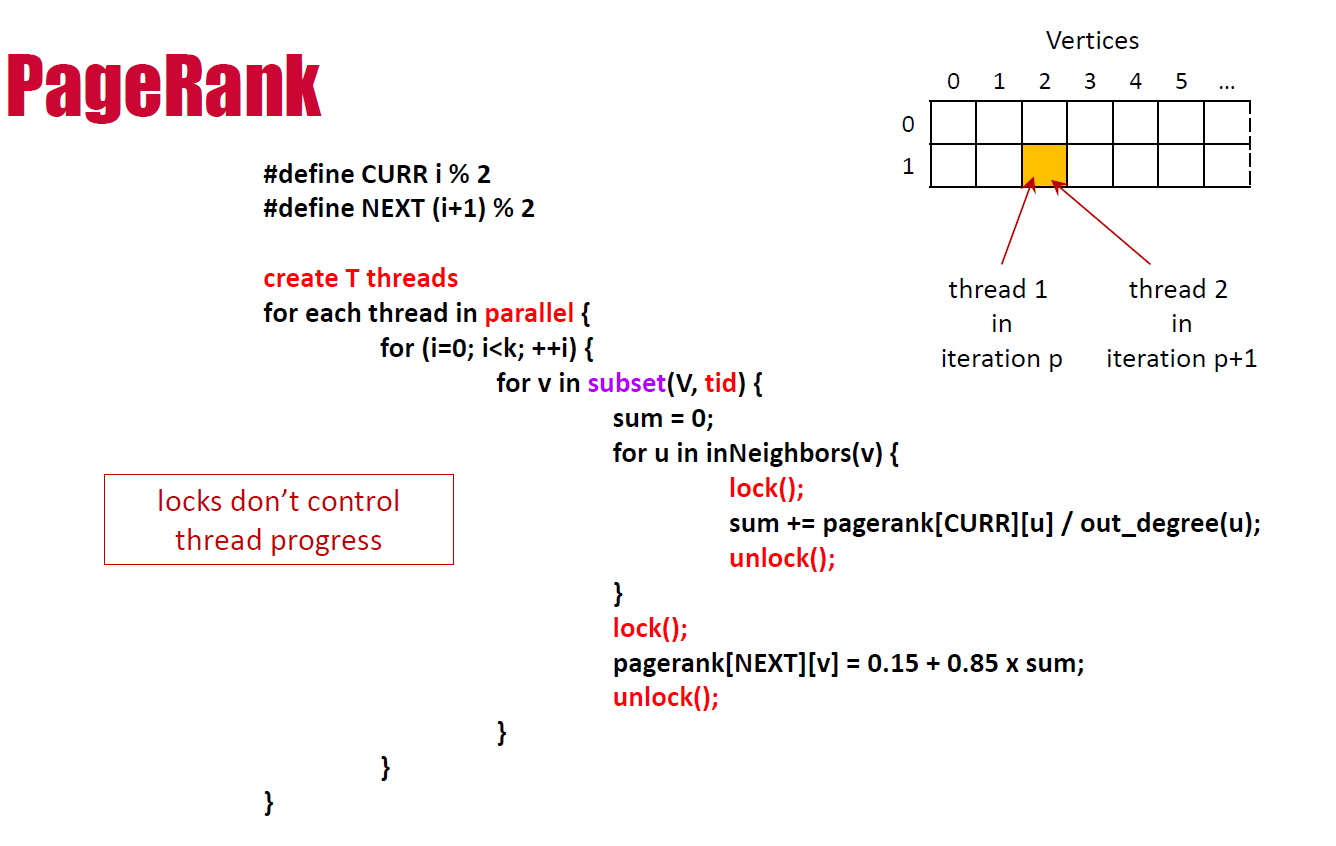 PageRank
Vertices
0 1 2 3 4 5 ...
0
1
#define CURR i % 2
#define NEXT (i+1) % 2
create T threads
for each thread in parallel {
for (i=0; i<k; ++i) {
for v in subset(V, tid) {
sum = 0;
for u in inNeighbors(v) {
lock();
sum += pagerank[CURR][u] / out_degree(u);
unlock();
}
lock();
pagerank[NEXT][v] = 0.15 + 0.85 x sum;
unlock();
}
}
}
thread 1
in
iteration p
thread 2
in
iteration p+1
locks don’t control
thread progress